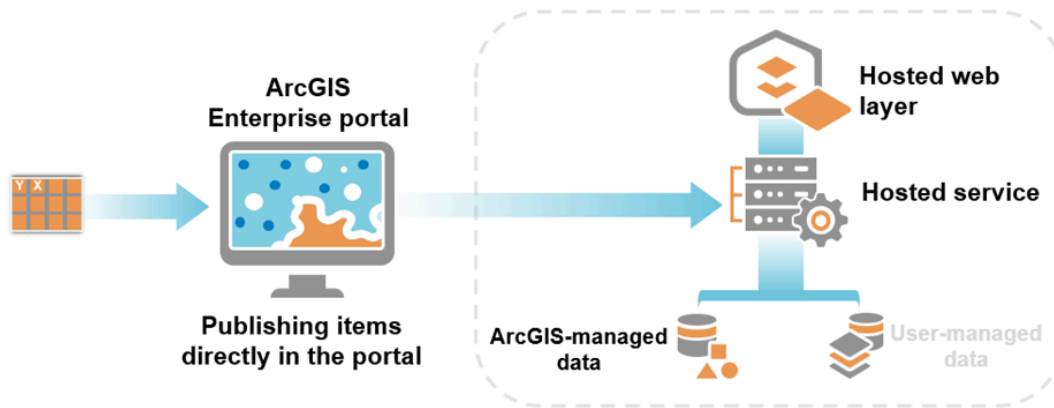 ArcGIS
Enterprise portal
Y X
Publishing items
directly in the portal
Hosted web
layer
Hosted service
ArcGIS-managed
data
User-managed
data